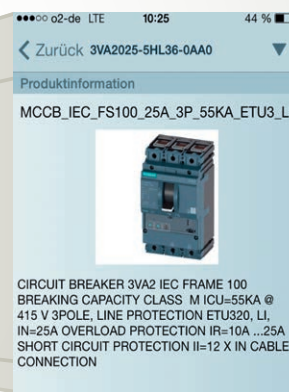 o2-de LTE 10:25 44 %
Zurück 3VA2025-5HL36-0AA0
Produktinformation
MCCB_IEC_FS100_25A_3P_55KA_ETU3_L
CIRCUIT BREAKER 3VA2 IEC FRAME 100
BREAKING CAPACITY CLASS M ICU=55KA @
415 V 3POLE, LINE PROTECTION ETU320, LI,
IN=25A OVERLOAD PROTECTION IR=10A ...25A
SHORT CIRCUIT PROTECTION II=12 X IN CABLE
CONNECTION